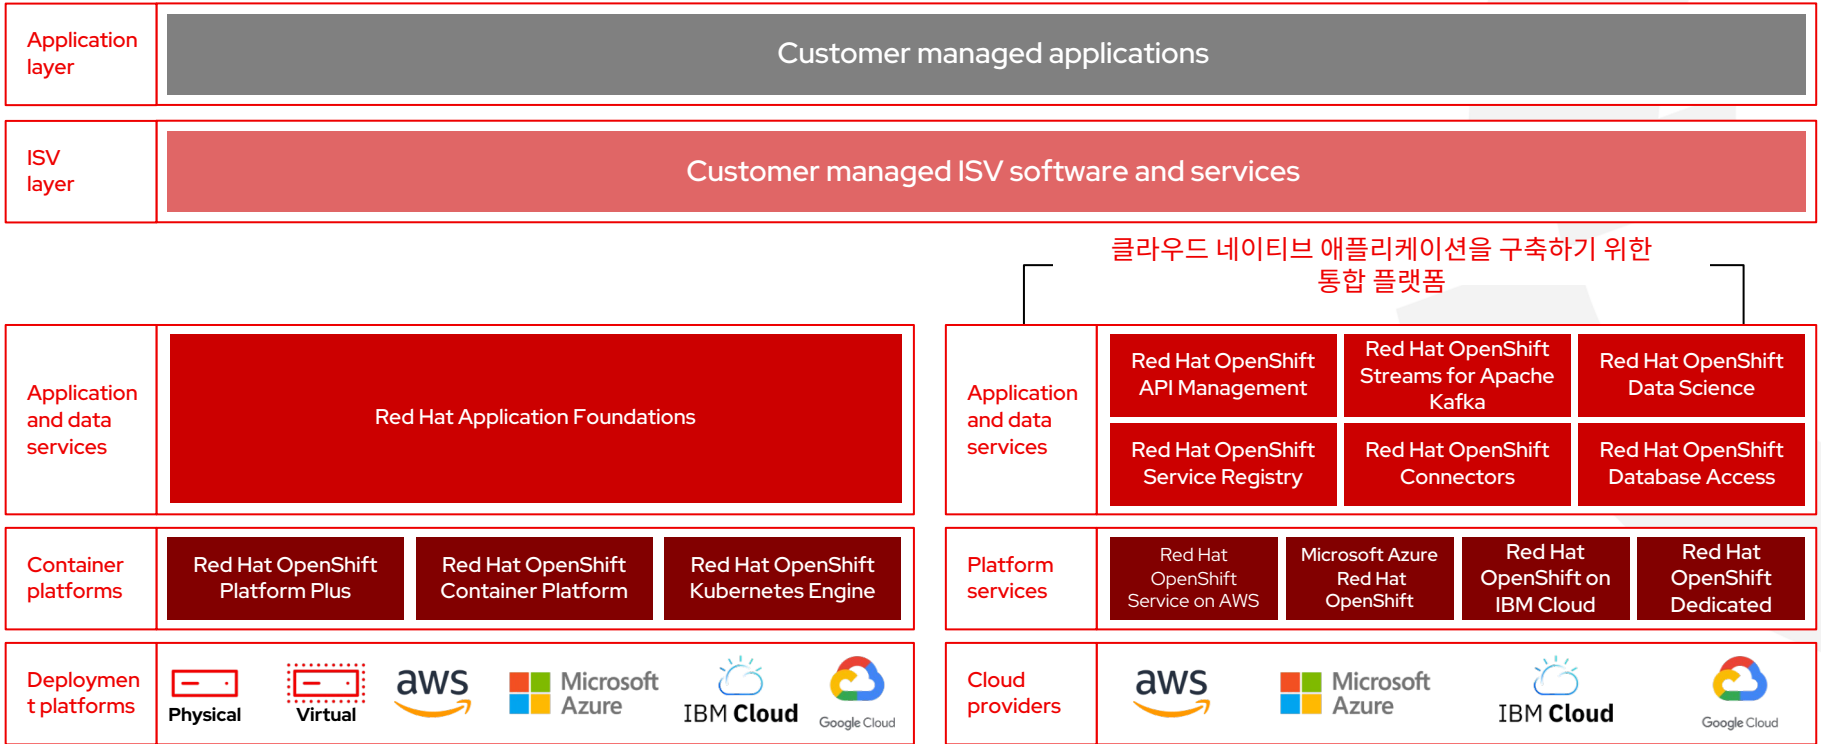 Application
layer
Customer managed applications
ISV
layer
Customer managed ISV software and services
클라우드 네이티브 애플리케이션을 구축하기 위한
통합 플랫폼
Application
and data
services
Red Hat Application Foundations
Application
and data
services
Red Hat OpenShift
API Management
Red Hat OpenShift
Streams for Apache
Kafka
Red Hat OpenShift
Data Science
Red Hat OpenShift
Service Registry
Red Hat OpenShift
Connectors
Red Hat OpenShift
Database Access
Container
platforms
Red Hat OpenShift
Platform Plus
Red Hat OpenShift
Container Platform
Red Hat OpenShift
Kubernetes Engine
Platform
services
Red Hat
OpenShift
Service on AWS
Microsoft Azure
Red Hat
OpenShift
Red Hat
OpenShift on
IBM Cloud
Red Hat
OpenShift
Dedicated
Deploymen
t platforms
Physical
Virtual
aws
Microsoft
Azure
IBM Cloud
Google Cloud
Cloud
providers
aws
Microsoft
Azure
IBM Cloud
Google Cloud